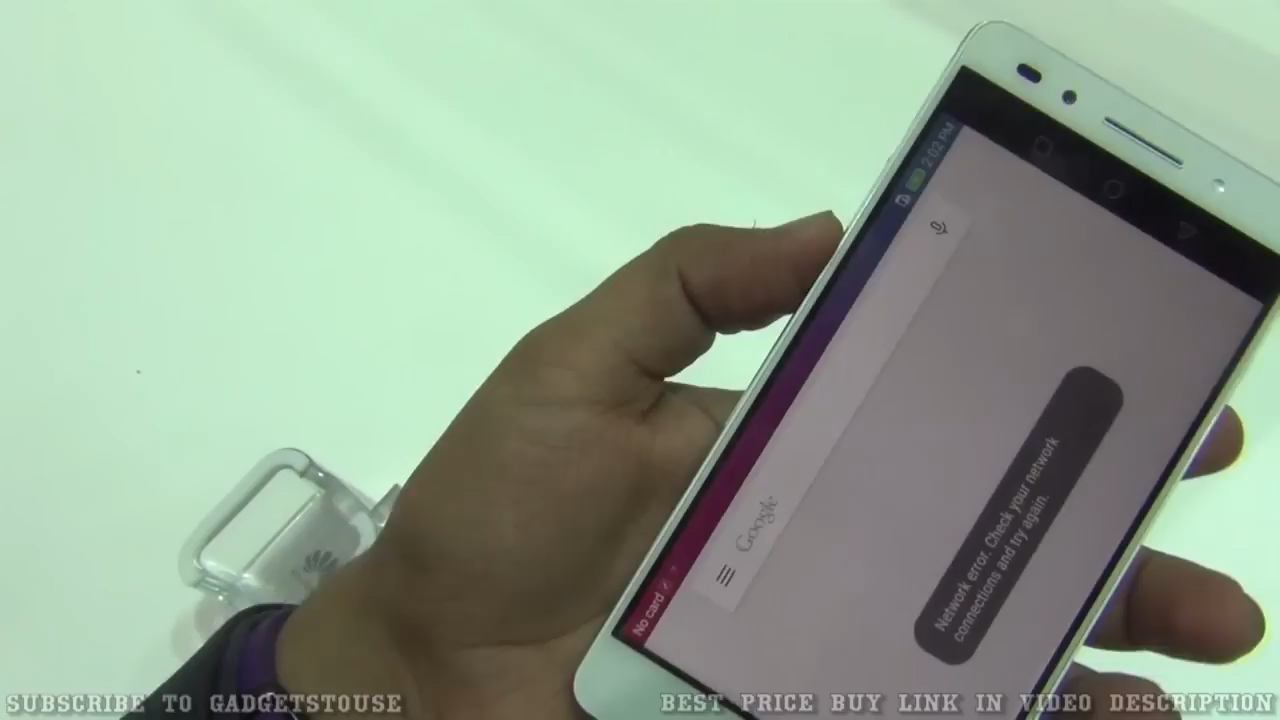 No card
2:02 PM
Google
Network error. Check your network
connections and try again.
SUBSCRIBE TO GADGETSTOUSE
BEST PRICE BUY LINK IN VIDEO DESCRIPTION